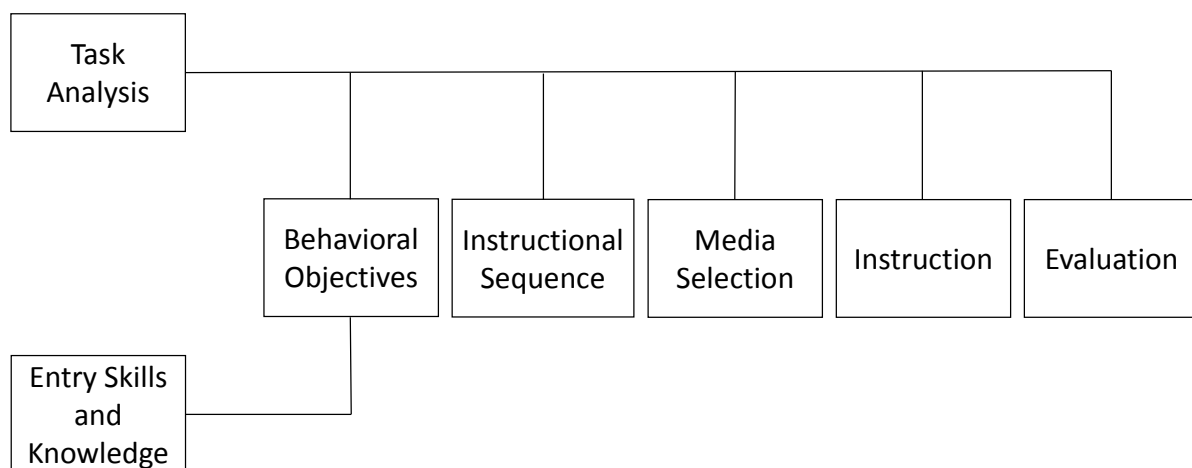 Task
Analysis
Behavioral
Objectives
Instructional
Sequence
Media
Selection
Instruction
Evaluation
Entry Skills
and
Knowledge